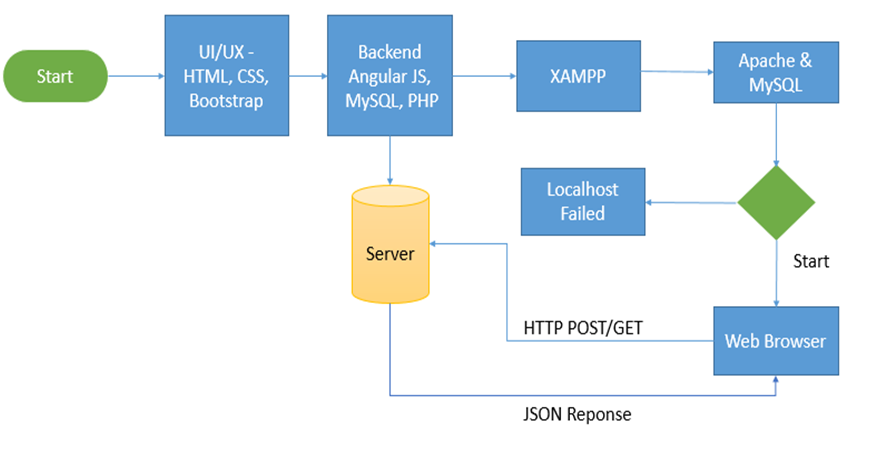 Start
UI/UX -
HTML, CSS,
Bootstrap
Backend
Angular JS,
MySQL, PHP
XAMPP
Apache &
MySQL
Localhost
Failed
Server
Start
HTTP POST/GET
Web Browser
JSON Reponse